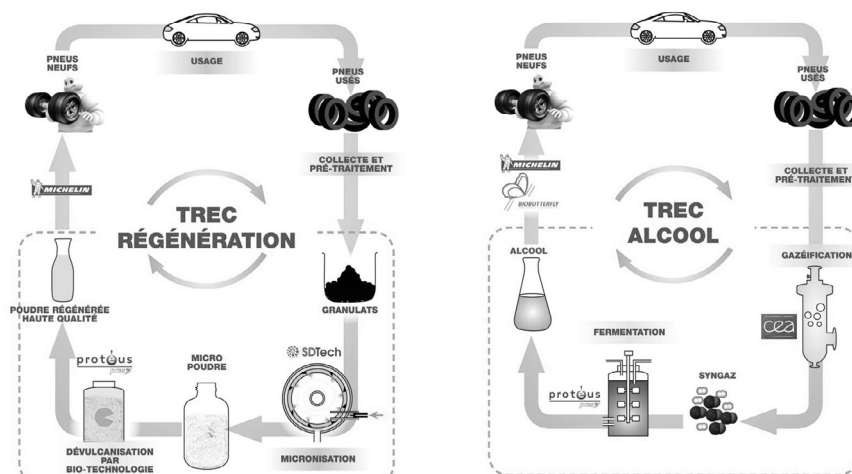 USAGE
PNEUS
NEUFS
PNEUS
USÉS
COLLECTE ET
PRÉ-TRAITEMENT
MICHELIN
TREC
RÉGÉNÉRATION
POUDRE RÉGÉNÉRÉE
HAUTE QUALITÉ
GRANULATS
protéus
SDTech
MICRO
POUDRE
DÉVULCANISATION
PAR
BIO-TECHNOLOGIE
MICRONISATION
USAGE
PNEUS
NEUFS
PNEUS
USÉS
COLLECTE ET
PRÉ-TRAITEMENT
MICHELIN
BIOBUTTERFLY
TREC
ALCOOL
ALCOOL
GAZÉIFICATION
cea
FERMENTATION
protéus
SYNGAZ